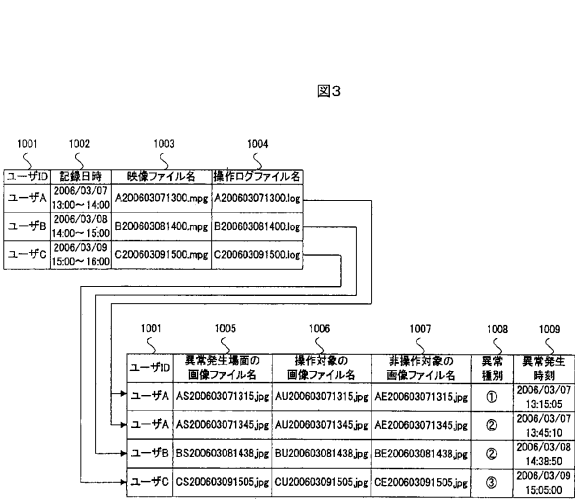 図3
1001 1002 1003 1004
ユーザID 記録日時 映像ファイル名 操作ログファイル名
ユーザA 2006/03/07 13:00～14:00 A200603071300.mpg A200603071300.log
ユーザB 2006/03/08 14:00～15:00 B200603081400.mpg B200603081400.log
ユーザC 2006/03/09 15:00～16:00 C200603091500.mpg C200603091500.log
1001 1005 1006 1007 1008 1009
ユーザID 異常発生場面の画像ファイル名 操作対象の画像ファイル名 非操作対象の画像ファイル名 異常種別 異常発生時刻
ユーザA AS200603071315.jpg AU200603071315.jpg AE200603071315.jpg ① 2006/03/07 13:15:05
ユーザA AS200603071345.jpg AU200603071345.jpg AE200603071345.jpg ② 2006/03/07 13:45:10
ユーザB BS200603081438.jpg BU200603081438.jpg BE200603081438.jpg ② 2006/03/08 14:38:50
ユーザC CS200603091505.jpg CU200603091505.jpg CE200603091505.jpg ③ 2006/03/09 15:05:00